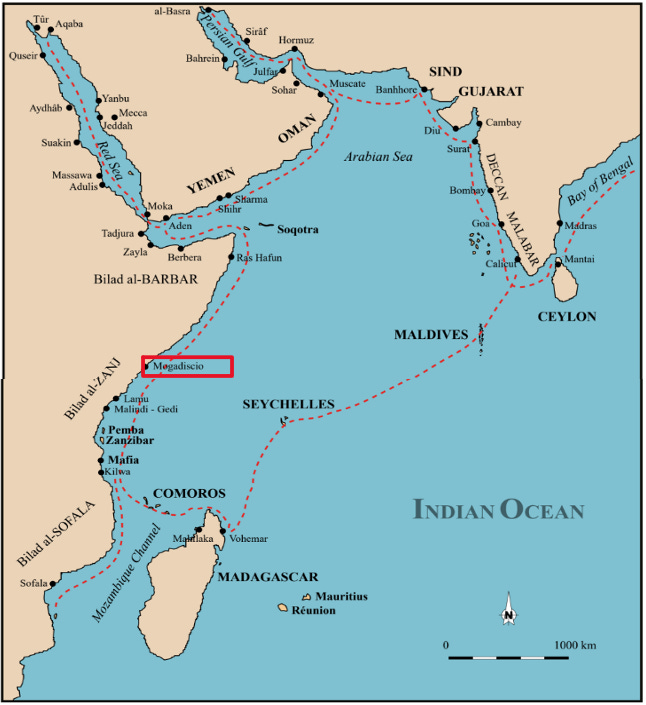 al-Basra
Tûr
Aqaba
Persian Gulf
Sirâf
Hormuz
Quseir
Bahrein
Julfar
Sohar
Muscate
Banhhore
SIND
GUJARAT
Yanbu
Mecca
Jeddah
Aydhâb
OMAN
Diu
Cambay
Surat
Suakin
Red Sea
Arabian Sea
DECCAN
Bay of Bengal
Massawa
Adulis
YEMEN
Sharma
Shihr
Bombay
Moka
Aden
MALABAR
Goa
Madras
Tadjura
Soqotra
Zayla
Berbera
Ras Hafun
Calicut
Mantai
Bilad al-BARBAR
CEYLON
MALDIVES
Mogadiscio
Bilad al-ZANJ
Lamu
Malindi - Gedi
SEYCHELLES
Pemba
Zanzibar
Mafia
Kilwa
COMOROS
INDIAN OCEAN
Bilad al-SOFALA
Mozambique Channel
Mahilaka
Vohemar
Sofala
MADAGASCAR
Mauritius
Réunion
N
0 1000 km